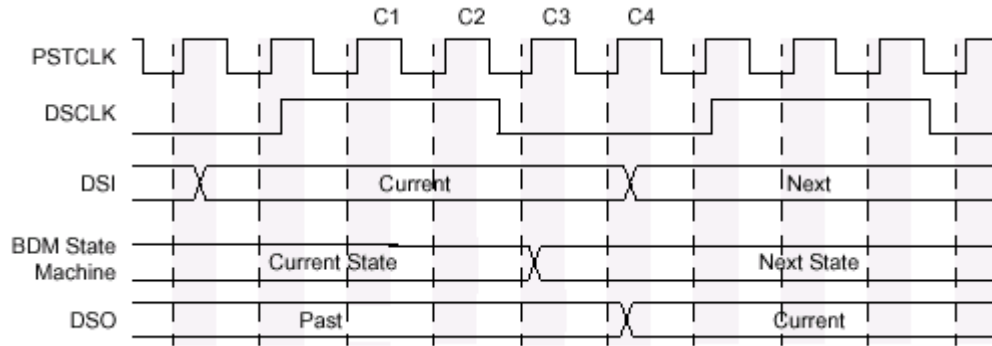 C1 C2 C3 C4
PSTCLK
DSCLK
DSI Current Next
BDM State
Machine Current State Next State
DSO Past Current